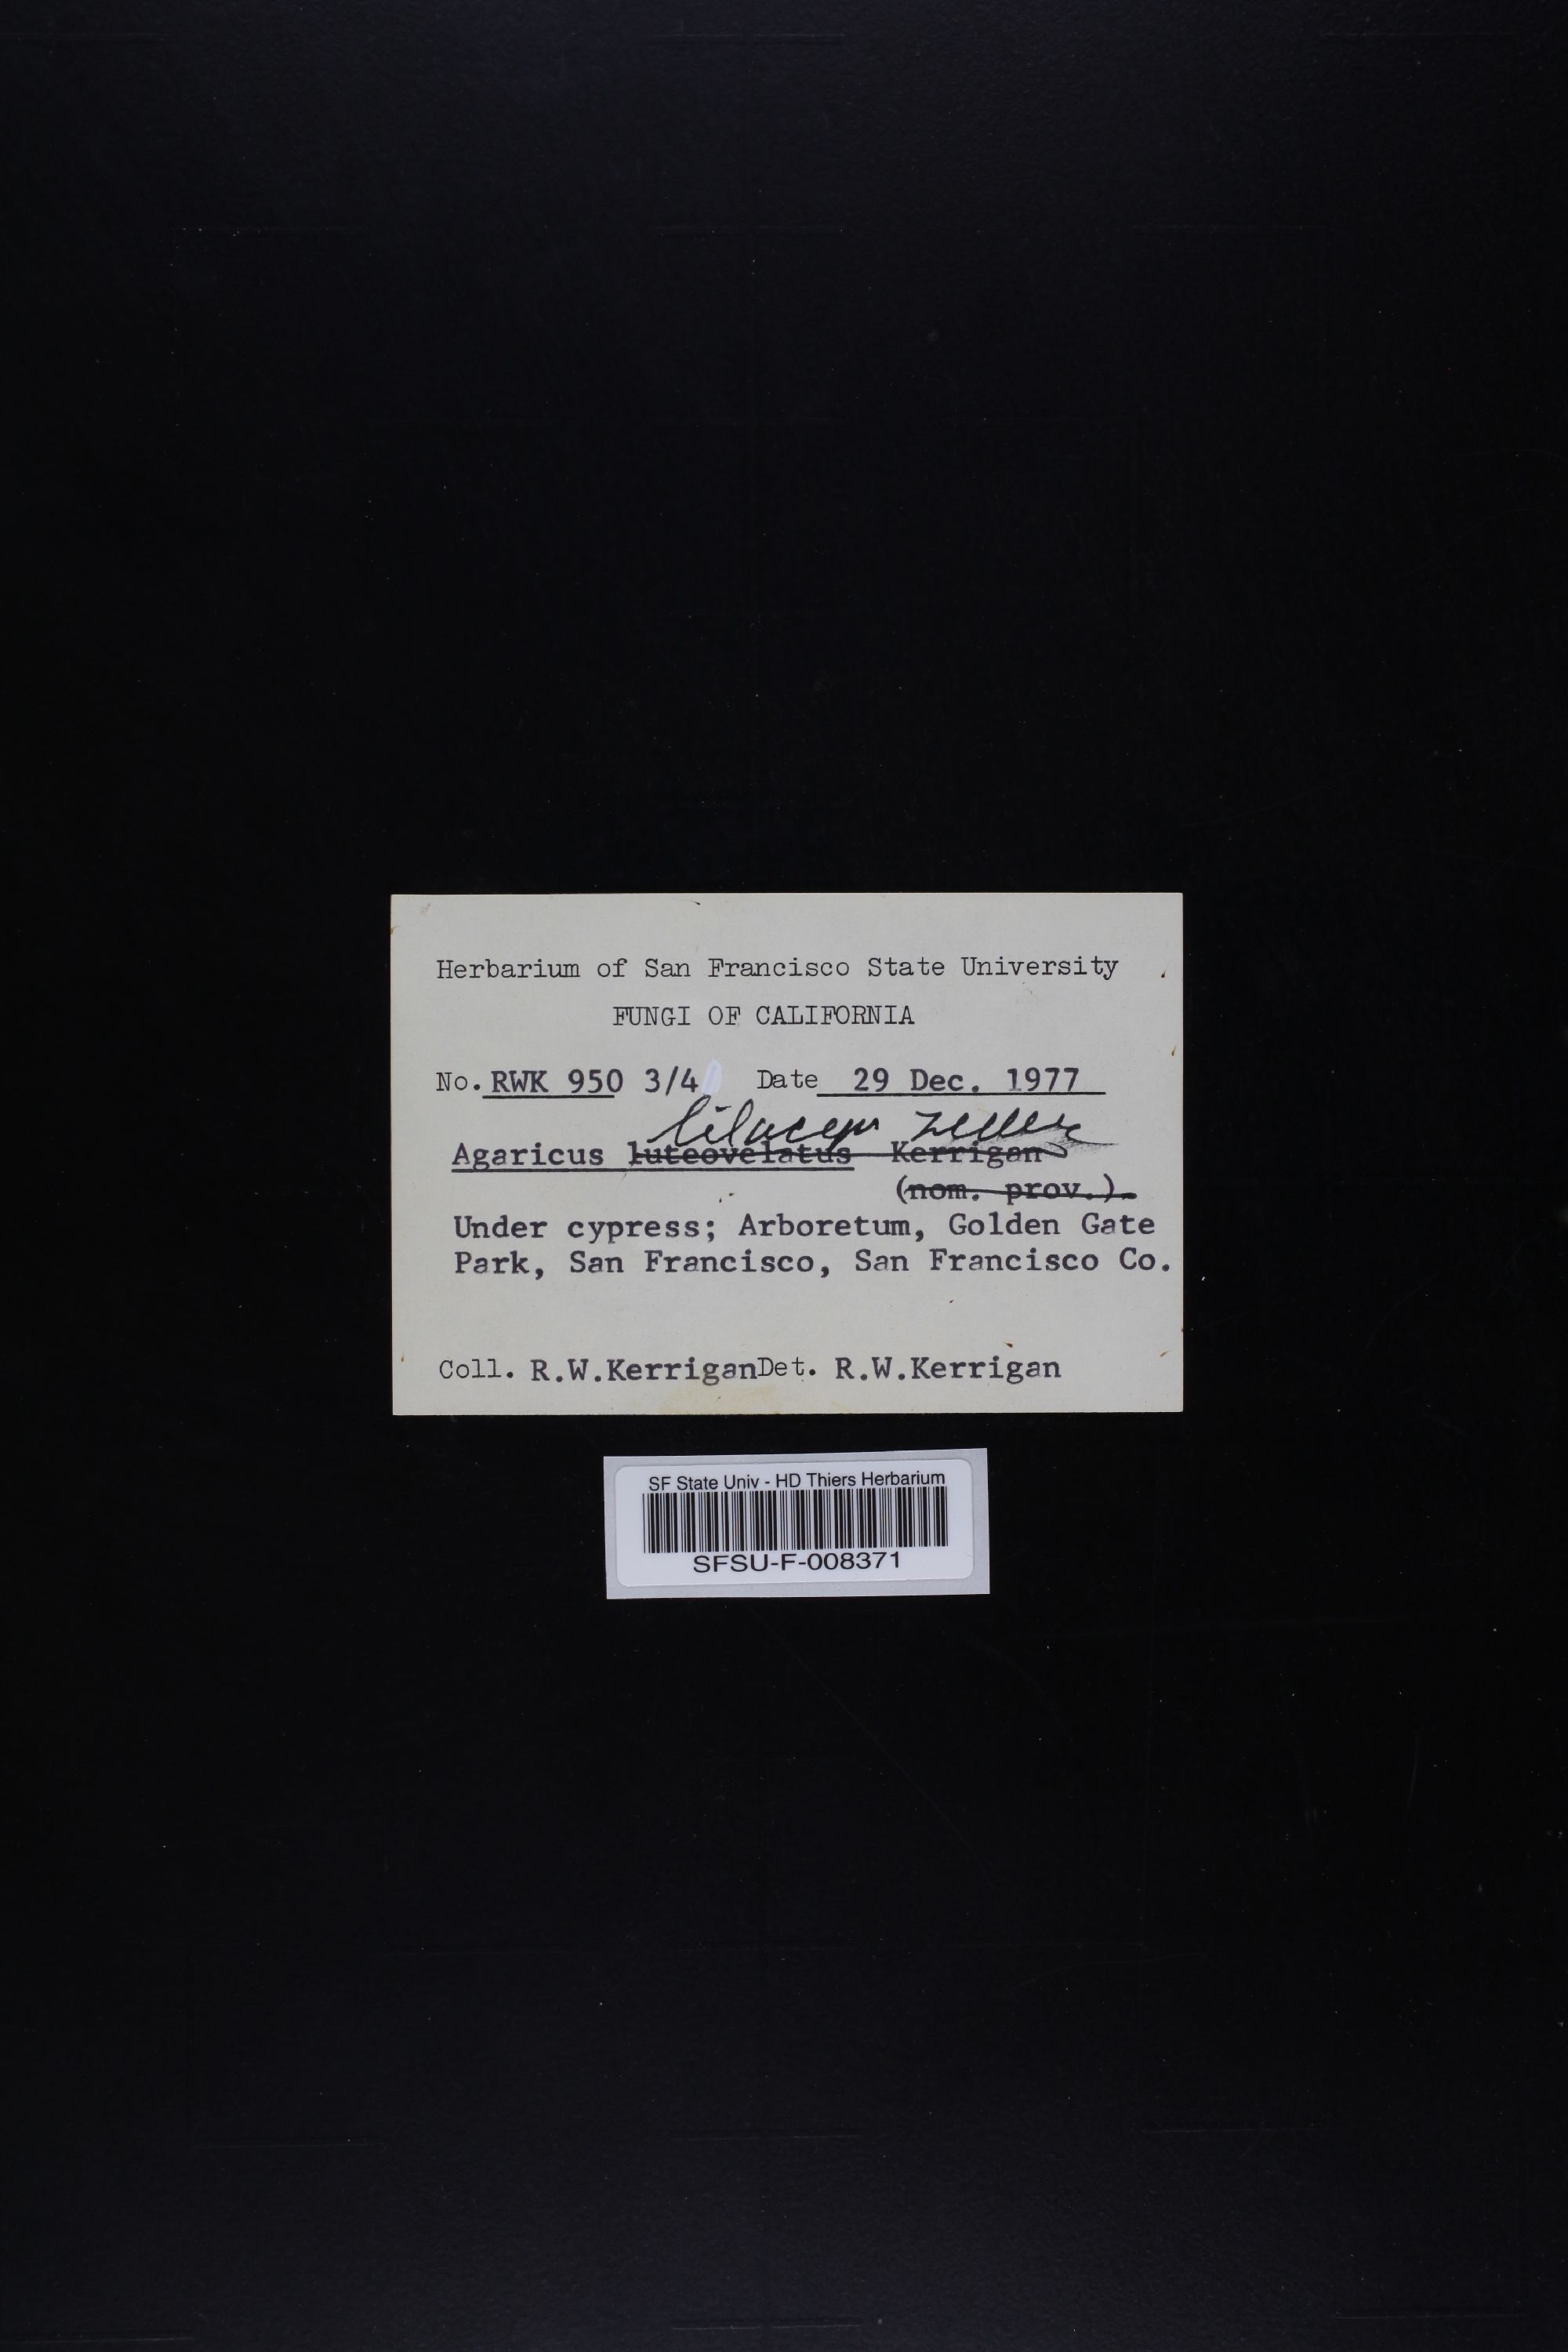 Herbarium of San Francisco State University
FUNGI OF CALIFORNIA
No. RWK 950 3/4 Date 29 Dec. 1977
lilaceps Zeller
Agaricus luteovelatus Kerrigan
(nom. prov.).
Under cypress; Arboretum, Golden Gate
Park, San Francisco, San Francisco Co.
Coll. R.W.Kerrigan Det. R.W.Kerrigan
SF State Univ - HD Thiers Herbarium
SFSU-F-008371